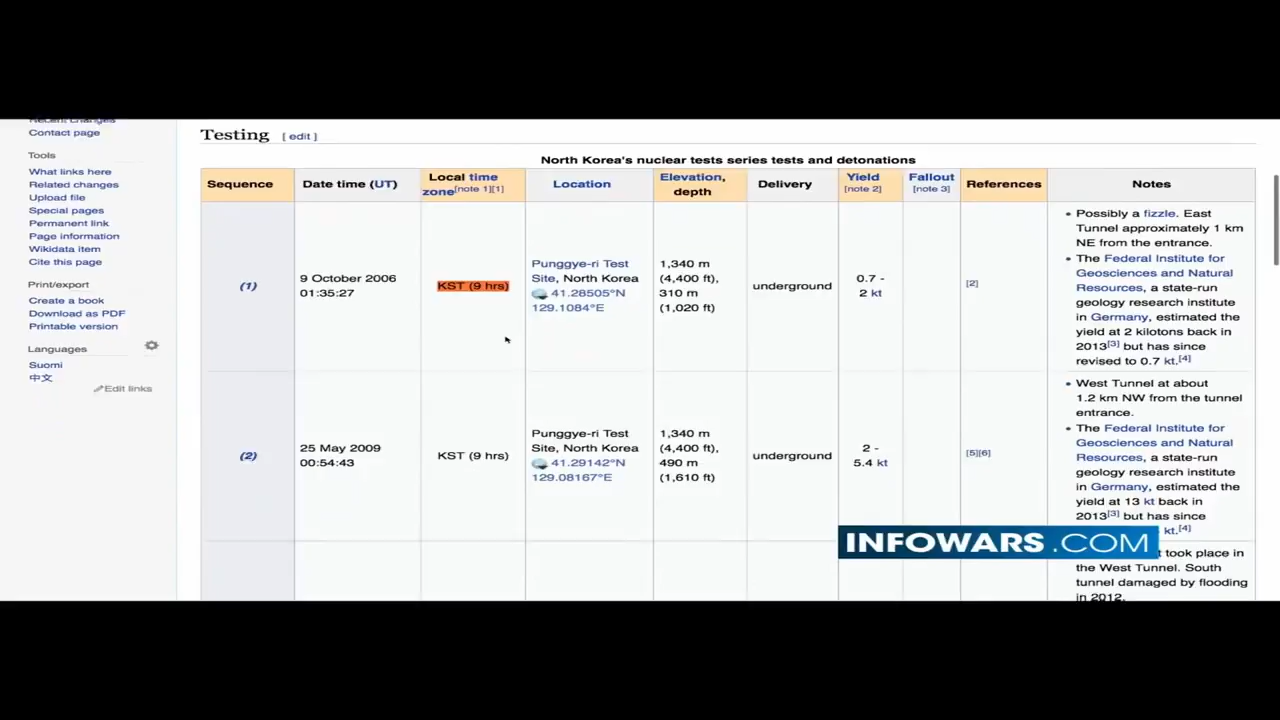 Recent changes
Contact page
Tools
What links here
Related changes
Upload file
Special pages
Permanent link
Page information
Wikidata item
Cite this page
Print/export
Create a book
Download as PDF
Printable version
Languages
Suomi
中文
Edit links
Testing [ edit ]
North Korea's nuclear tests series tests and detonations
Sequence
Date time (UT)
Local time
zone[note 1][1]
Location
Elevation,
depth
Delivery
Yield
[note 2]
Fallout
[note 3]
References
Notes
(1)
9 October 2006
01:35:27
KST (9 hrs)
Punggye-ri Test
Site, North Korea
41.28505°N
129.1084°E
1,340 m
(4,400 ft),
310 m
(1,020 ft)
underground
0.7 -
2 kt
[2]
• Possibly a fizzle. East
Tunnel approximately 1 km
NE from the entrance.
• The Federal Institute for
Geosciences and Natural
Resources, a state-run
geology research institute
in Germany, estimated the
yield at 2 kilotons back in
2013[3] but has since
revised to 0.7 kt.[4]
(2)
25 May 2009
00:54:43
KST (9 hrs)
Punggye-ri Test
Site, North Korea
41.29142°N
129.08167°E
1,340 m
(4,400 ft),
490 m
(1,610 ft)
underground
2 -
5.4 kt
[5][6]
• West Tunnel at about
1.2 km NW from the tunnel
entrance.
• The Federal Institute for
Geosciences and Natural
Resources, a state-run
geology research institute
in Germany, estimated the
yield at 13 kt back in
2013[3] but has since
kt.[4]
took place in
the West Tunnel. South
tunnel damaged by flooding
in 2012.
INFOWARS.COM